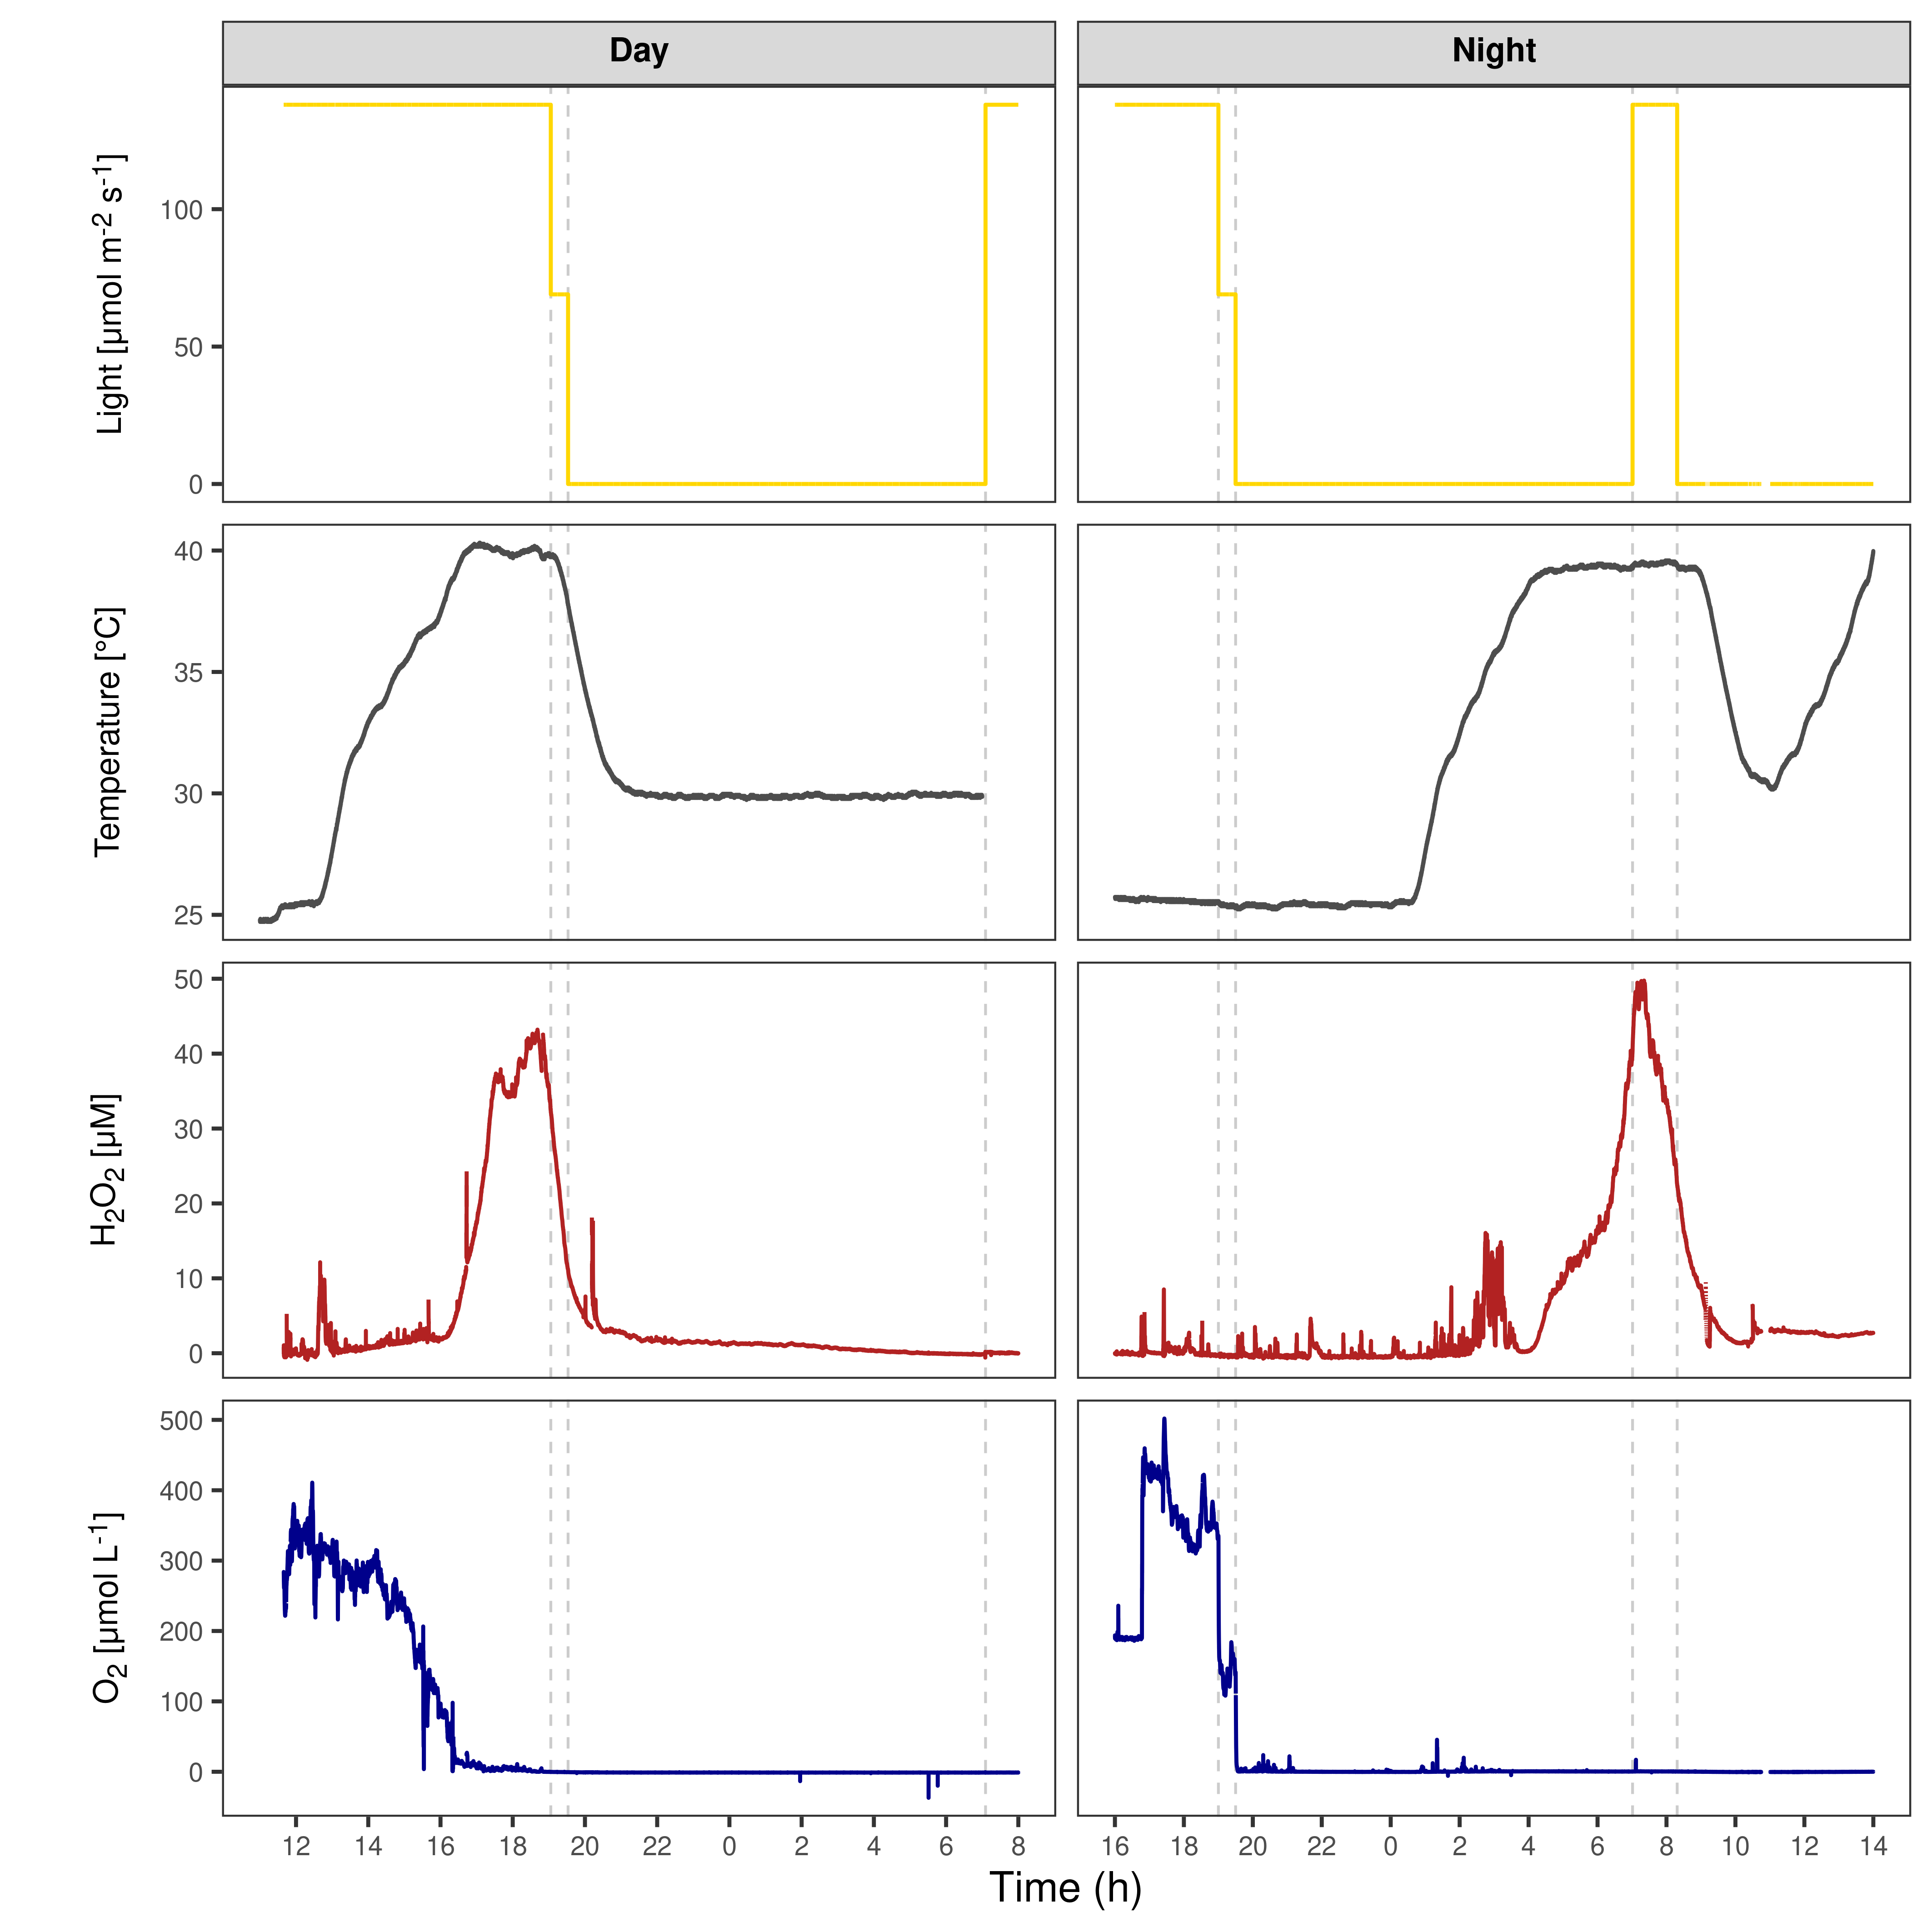 Day
Night
Light [µmol m-2 s-1]
100
50
0
Temperature [°C]
40
35
30
25
H2O2 [µM]
50
40
30
20
10
0
O2 [µmol L-1]
500
400
300
200
100
0
12 14 16 18 20 22 0 2 4 6 8
16 18 20 22 0 2 4 6 8 10 12 14
Time (h)